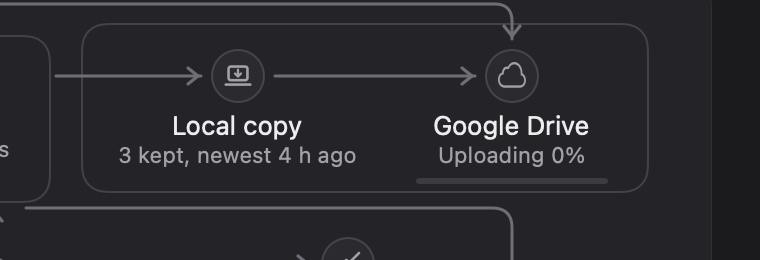 s
Local copy
3 kept, newest 4 h ago
Google Drive
Uploading 0%